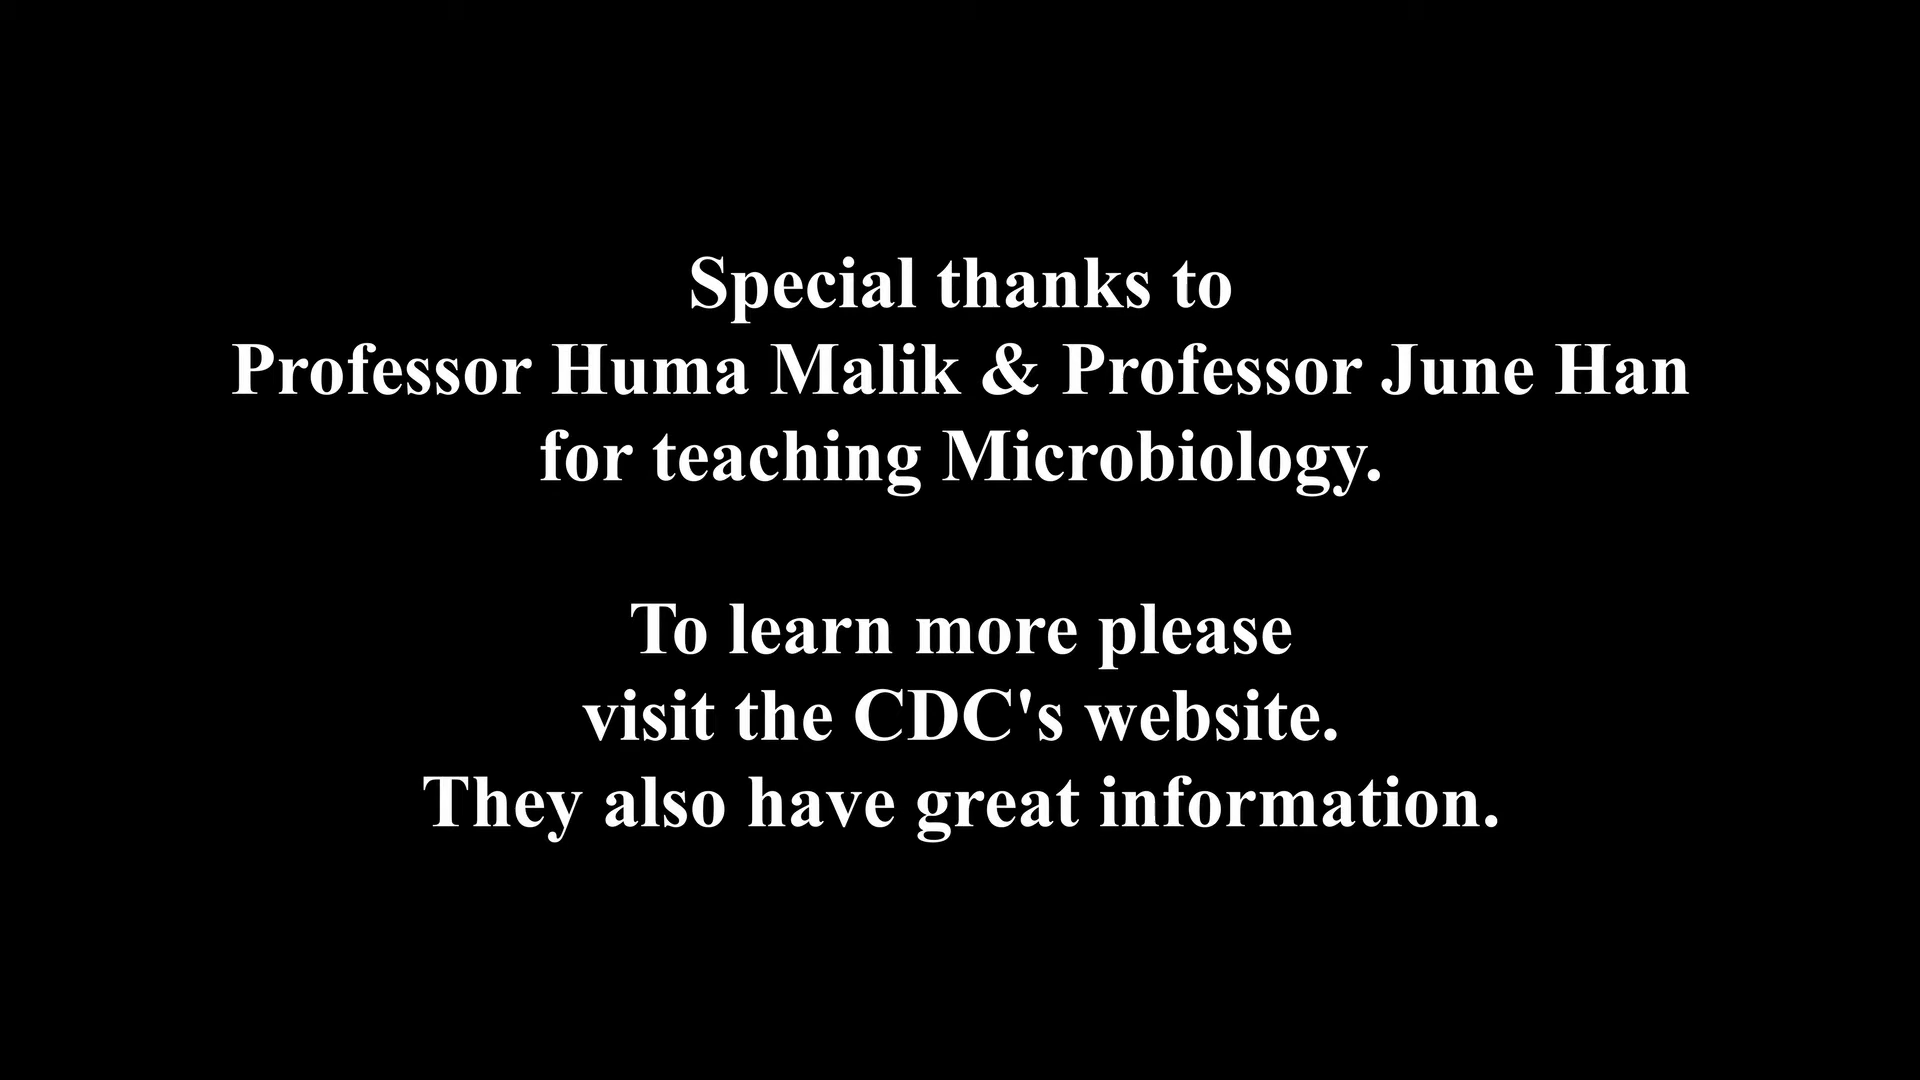 Special thanks to
Professor Huma Malik & Professor June Han
for teaching Microbiology.
To learn more please
visit the CDC's website.
They also have great information.